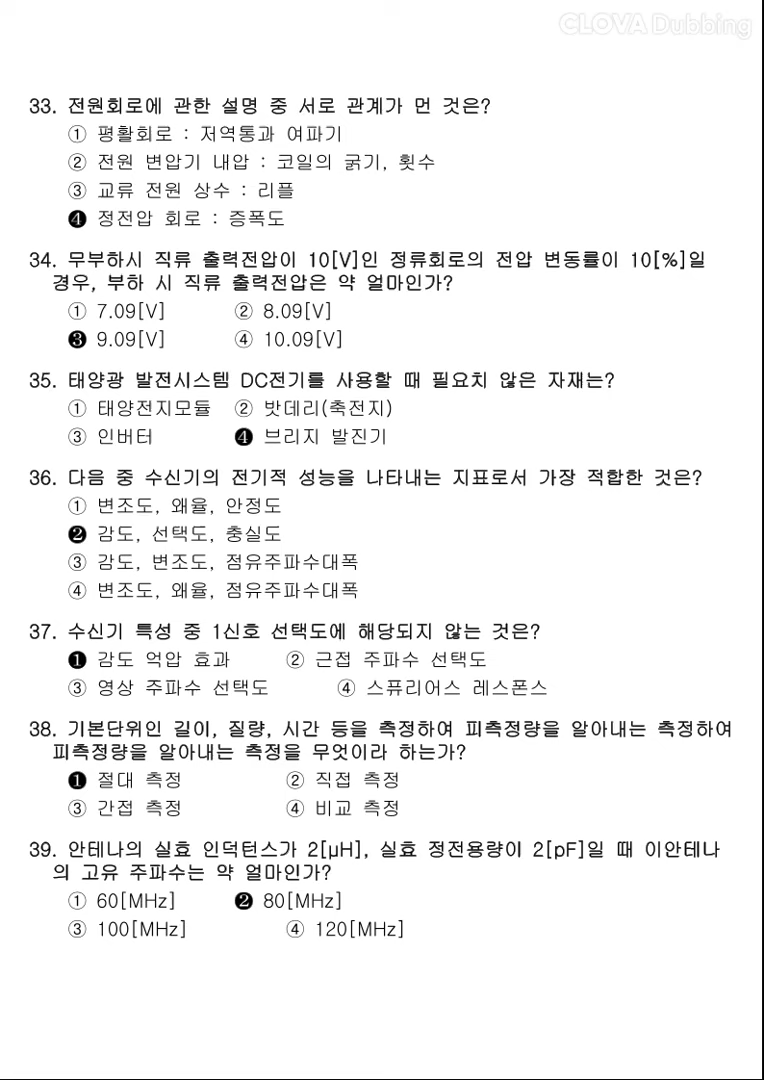 CLOVA Dubbing
33. 전원회로에 관한 설명 중 서로 관계가 먼 것은?
① 평활회로 : 저역통과 여파기
② 전원 변압기 내압 : 코일의 굵기, 횟수
③ 교류 전원 상수 : 리플
❹ 정전압 회로 : 증폭도
34. 무부하시 직류 출력전압이 10[V]인 정류회로의 전압 변동률이 10[%]일
경우, 부하 시 직류 출력전압은 약 얼마인가?
① 7.09[V] ② 8.09[V]
❸ 9.09[V] ④ 10.09[V]
35. 태양광 발전시스템 DC전기를 사용할 때 필요치 않은 자재는?
① 태양전지모듈 ② 밧데리(축전지)
③ 인버터 ❹ 브리지 발진기
36. 다음 중 수신기의 전기적 성능을 나타내는 지표로서 가장 적합한 것은?
① 변조도, 왜율, 안정도
❷ 감도, 선택도, 충실도
③ 감도, 변조도, 점유주파수대폭
④ 변조도, 왜율, 점유주파수대폭
37. 수신기 특성 중 1신호 선택도에 해당되지 않는 것은?
❶ 감도 억압 효과 ② 근접 주파수 선택도
③ 영상 주파수 선택도 ④ 스퓨리어스 레스폰스
38. 기본단위인 길이, 질량, 시간 등을 측정하여 피측정량을 알아내는 측정하여
피측정량을 알아내는 측정을 무엇이라 하는가?
❶ 절대 측정 ② 직접 측정
③ 간접 측정 ④ 비교 측정
39. 안테나의 실효 인덕턴스가 2[μH], 실효 정전용량이 2[pF]일 때 이안테나
의 고유 주파수는 약 얼마인가?
① 60[MHz] ❷ 80[MHz]
③ 100[MHz] ④ 120[MHz]